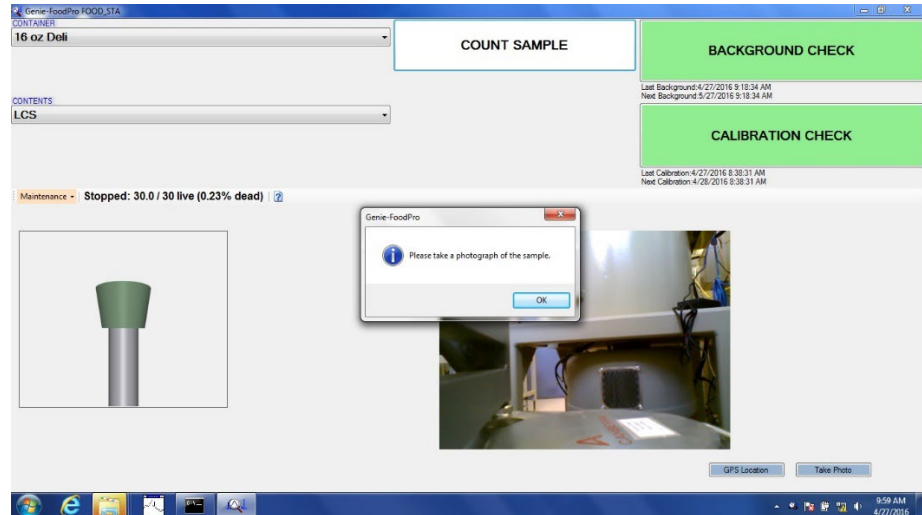 Genie-FoodPro FOOD_STA
CONTAINER
16 oz Deli
COUNT SAMPLE
BACKGROUND CHECK
Last Background:4/27/2016 9:18:34 AM
Next Background:5/27/2016 9:18:34 AM
CONTENTS
LCS
CALIBRATION CHECK
Last Calibration:4/27/2016 8:38:31 AM
Next Calibration:4/28/2016 8:38:31 AM
Maintenance
Stopped: 30.0 / 30 live (0.23% dead)
Genie-FoodPro
Please take a photograph of the sample.
OK
A
GPS Location
Take Photo
9:59 AM
4/27/2016